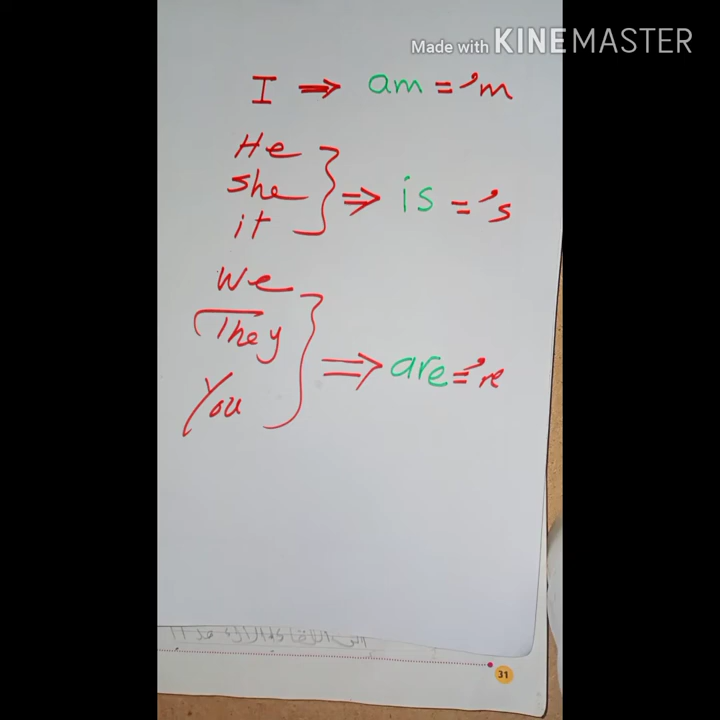 Made with KINEMASTER
I ⇒ am = 'm
He
she
it
⇒ is = 's
We
They
You
⇒ are = 're
31